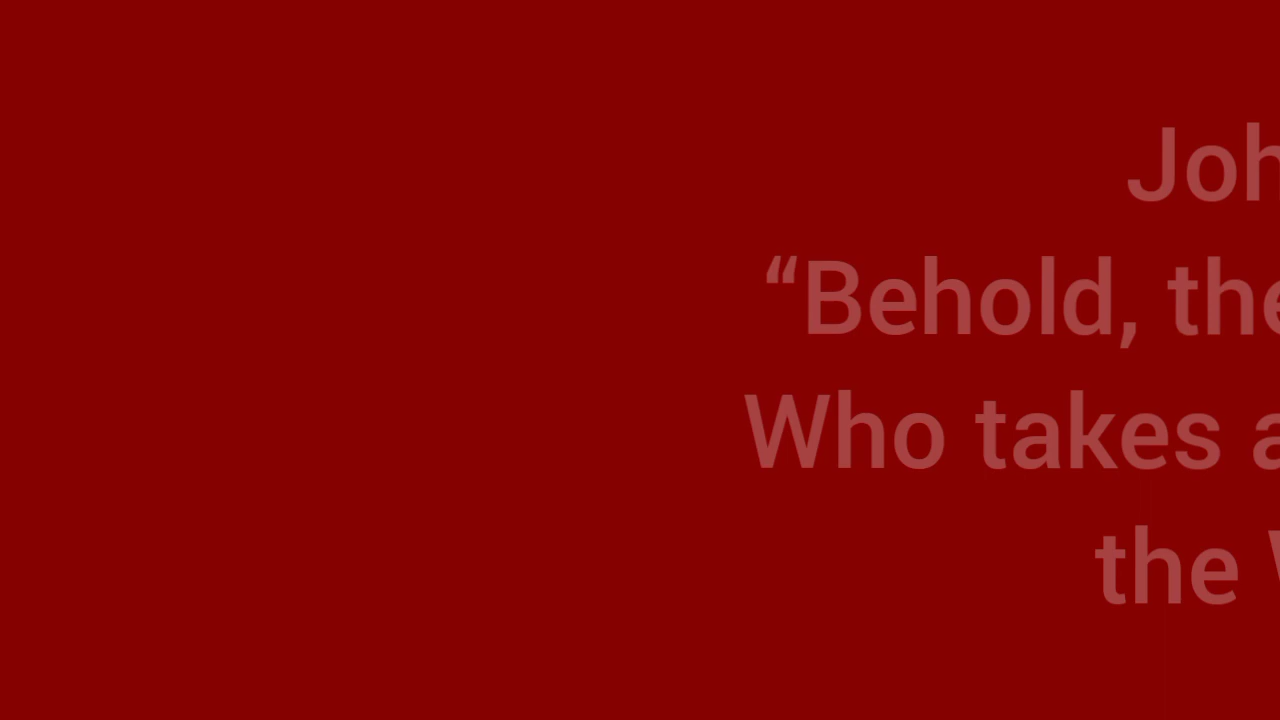 Joh
“Behold, the
Who takes a
the